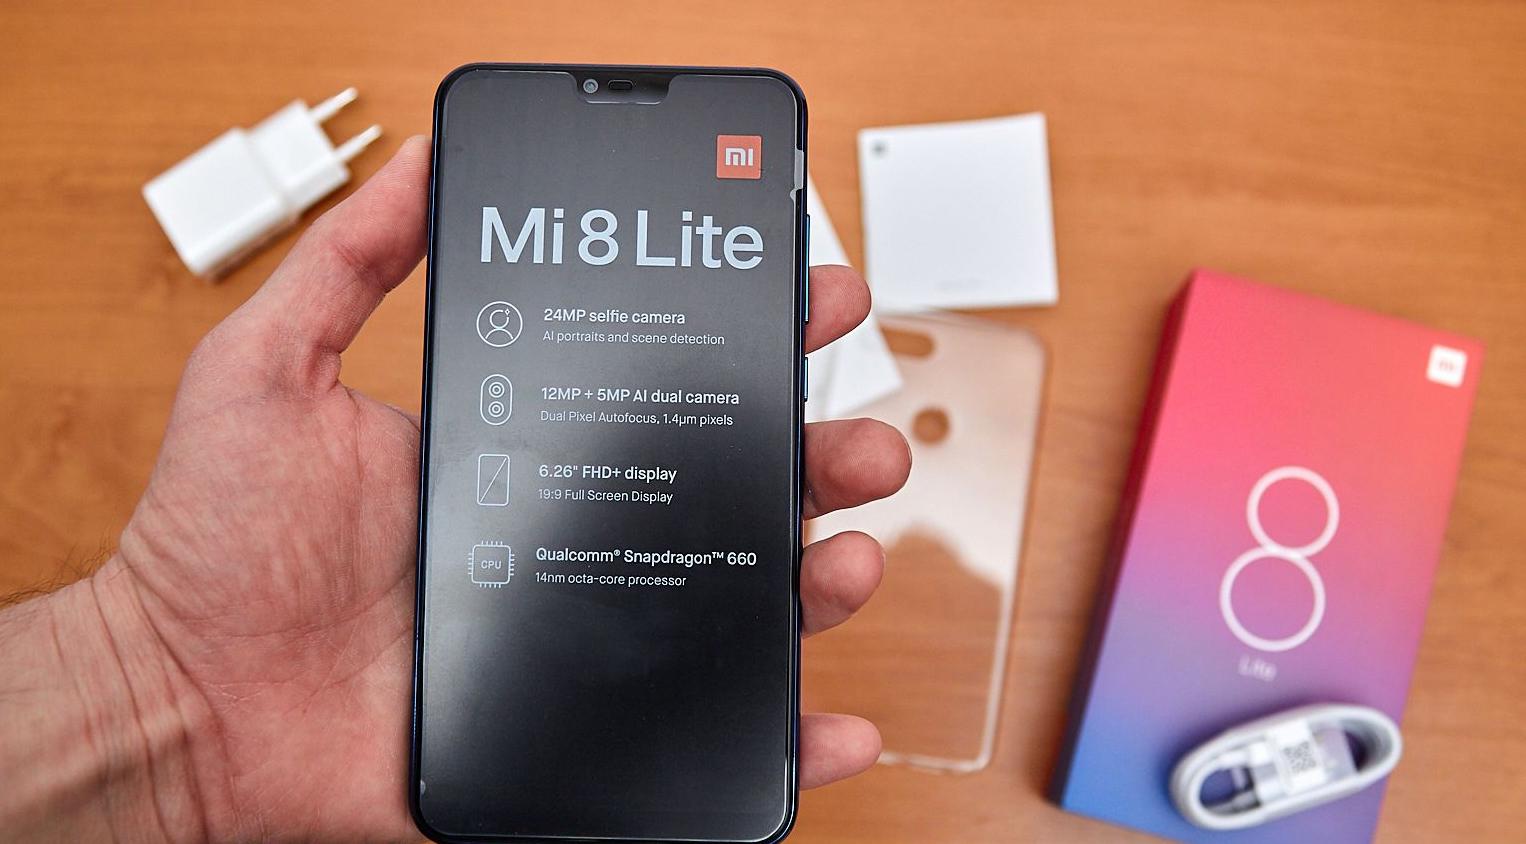 mi
Mi 8 Lite
24MP selfie camera
AI portraits and scene detection
12MP + 5MP AI dual camera
Dual Pixel Autofocus, 1.4μm pixels
6.26" FHD+ display
19:9 Full Screen Display
CPU
Qualcomm® Snapdragon™ 660
14nm octa-core processor
mi
8
Lite